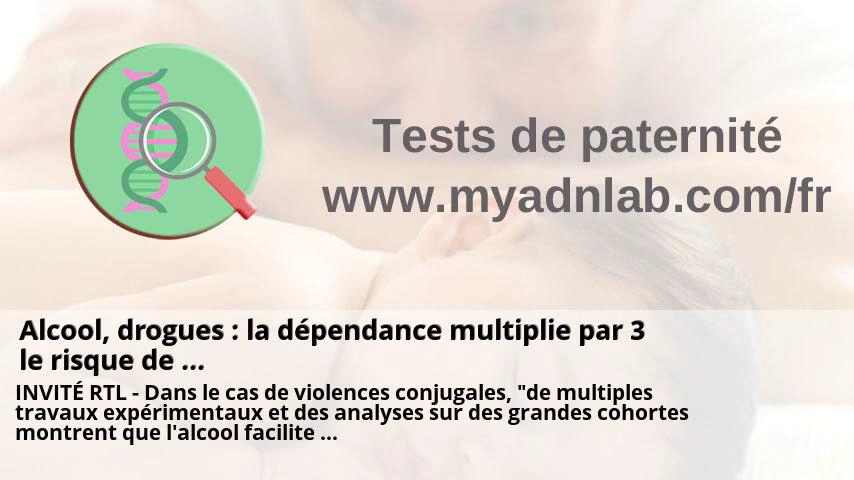 Tests de paternité
www.myadnlab.com/fr
Alcool, drogues : la dépendance multiplie par 3
le risque de ...
INVITÉ RTL - Dans le cas de violences conjugales, "de multiples
travaux expérimentaux et des analyses sur des grandes cohortes
montrent que l'alcool facilite ...